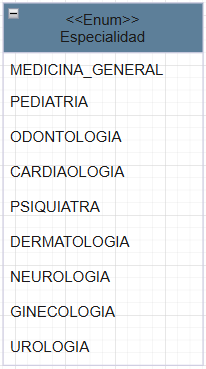 <<Enum>>
Especialidad
MEDICINA_GENERAL
PEDIATRIA
ODONTOLOGIA
CARDIAOLOGIA
PSIQUIATRA
DERMATOLOGIA
NEUROLOGIA
GINECOLOGIA
UROLOGIA